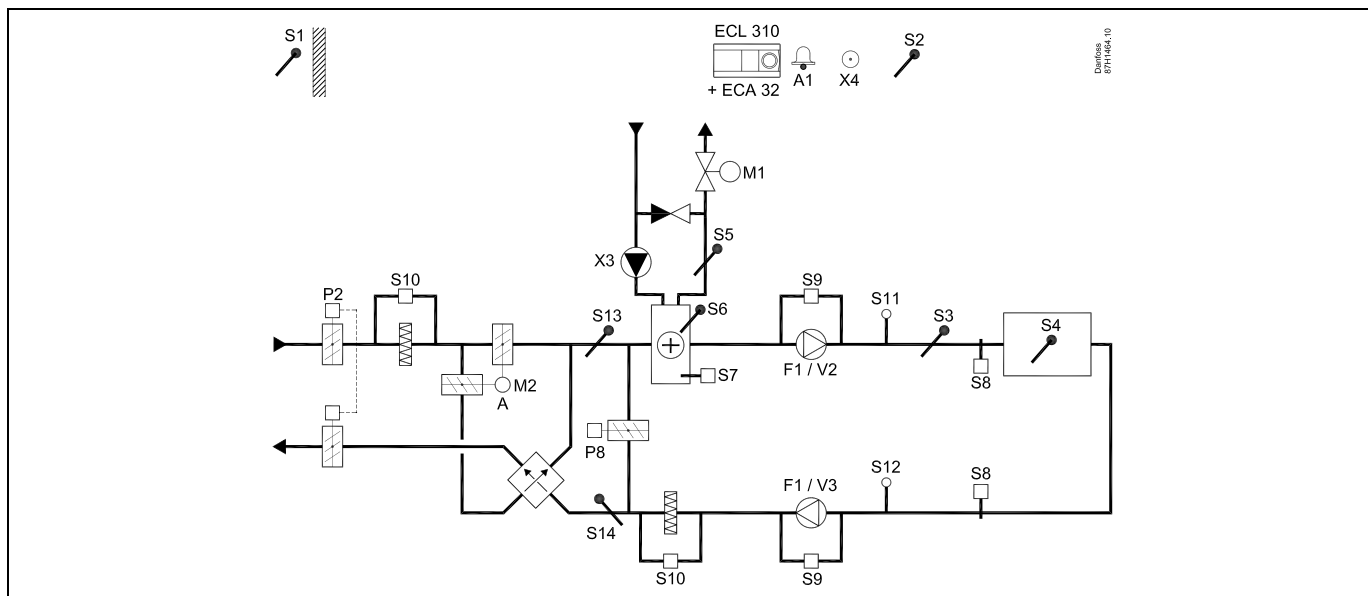 S1
ECL 310
+ ECA 32
A1
X4
S2
Danfoss
87H1464.10
M1
S5
X3
S10
P2
S13
S6
S9
S11
S3
S4
F1 / V2
S7
S8
M2
A
P8
S14
S12
S8
F1 / V3
S10
S9